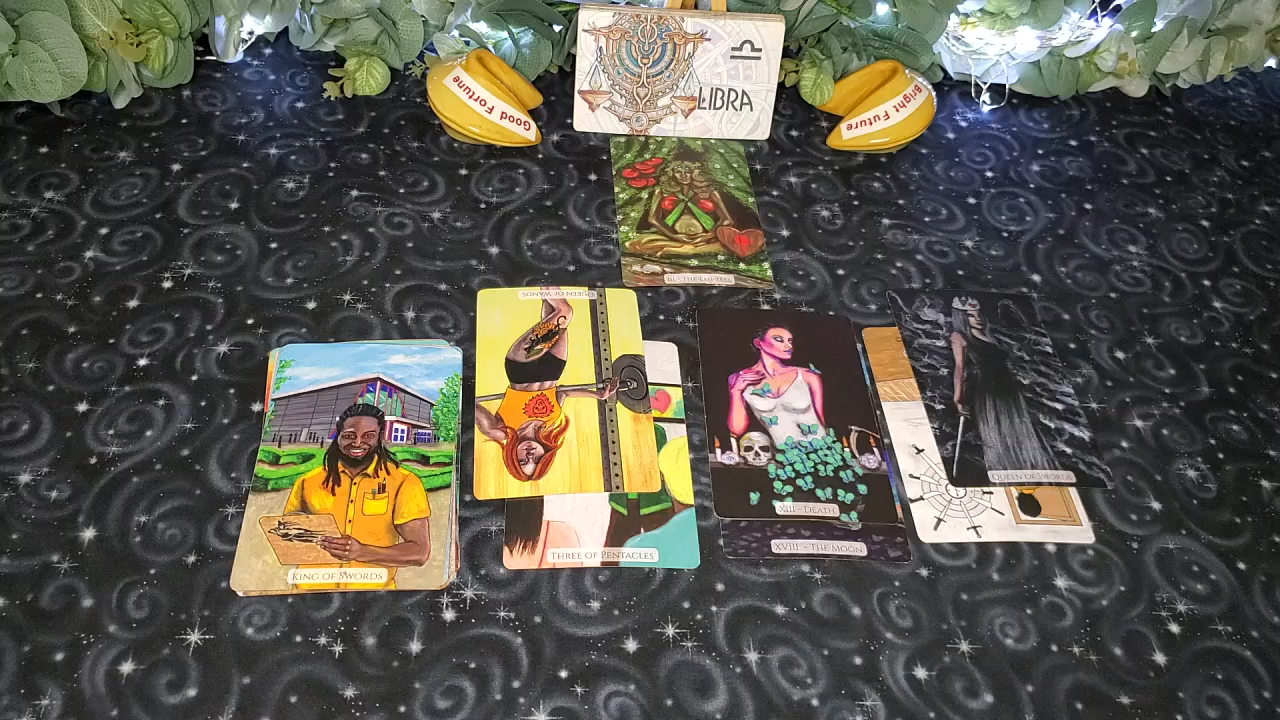 Good Fortune
♎ LIBRA
Bright Future
III - THE EMPRESS
QUEEN OF WANDS
KING OF SWORDS
THREE OF PENTACLES
XIII - DEATH
XVIII - THE MOON
QUEEN OF SWORDS